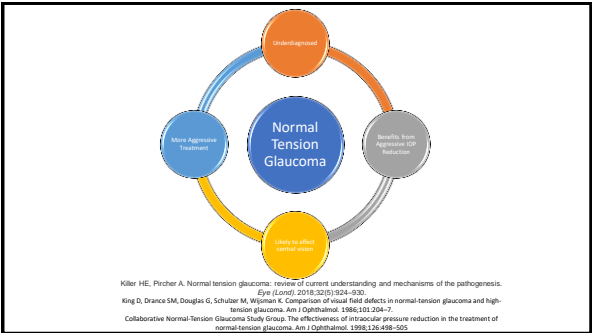 Underdiagnosed
More Aggressive
Treatment
Normal
Tension
Glaucoma
Benefits from
Aggressive IOP
Reduction
Likely to affect
central vision
Killer HE, Pircher A. Normal tension glaucoma: review of current understanding and mechanisms of the pathogenesis.
Eye (Lond). 2018;32(5):924–930.
King D, Drance SM, Douglas G, Schulzer M, Wijsman K. Comparison of visual field defects in normal-tension glaucoma and high-
tension glaucoma. Am J Ophthalmol. 1986;101:204–7.
Collaborative Normal-Tension Glaucoma Study Group. The effectiveness of intraocular pressure reduction in the treatment of
normal-tension glaucoma. Am J Ophthalmol. 1998;126:498–505